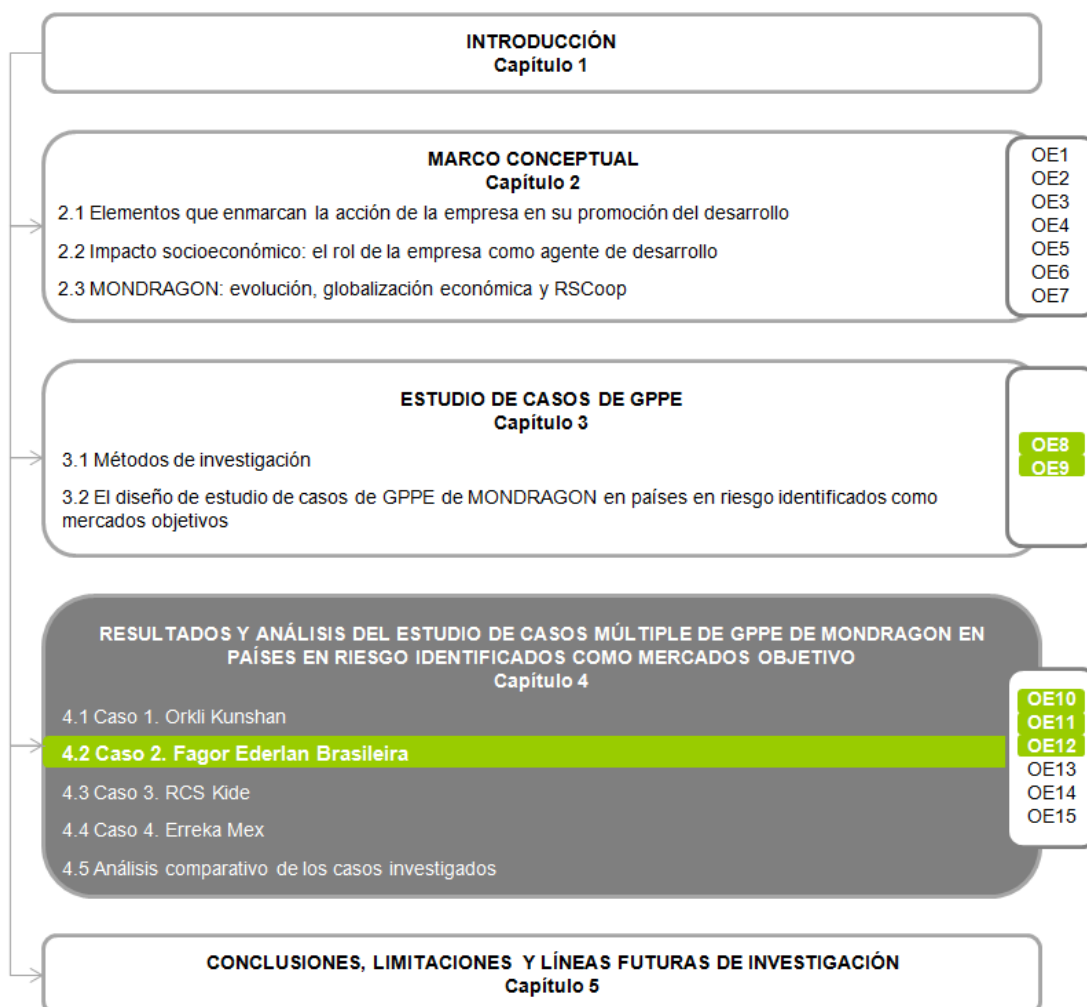 INTRODUCCIÓN
Capítulo 1
MARCO CONCEPTUAL
Capítulo 2
2.1 Elementos que enmarcan la acción de la empresa en su promoción del desarrollo
2.2 Impacto socioeconómico: el rol de la empresa como agente de desarrollo
2.3 MONDRAGON: evolución, globalización económica y RSCoop
OE1
OE2
OE3
OE4
OE5
OE6
OE7
ESTUDIO DE CASOS DE GPPE
Capítulo 3
3.1 Métodos de investigación
3.2 El diseño de estudio de casos de GPPE de MONDRAGON en países en riesgo identificados como
mercados objetivos
OE8
OE9
RESULTADOS Y ANÁLISIS DEL ESTUDIO DE CASOS MÚLTIPLE DE GPPE DE MONDRAGON EN
PAÍSES EN RIESGO IDENTIFICADOS COMO MERCADOS OBJETIVO
Capítulo 4
4.1 Caso 1. Orkli Kunshan
4.2 Caso 2. Fagor Ederlan Brasileira
4.3 Caso 3. RCS Kide
4.4 Caso 4. Erreka Mex
4.5 Análisis comparativo de los casos investigados
OE10
OE11
OE12
OE13
OE14
OE15
CONCLUSIONES, LIMITACIONES Y LÍNEAS FUTURAS DE INVESTIGACIÓN
Capítulo 5